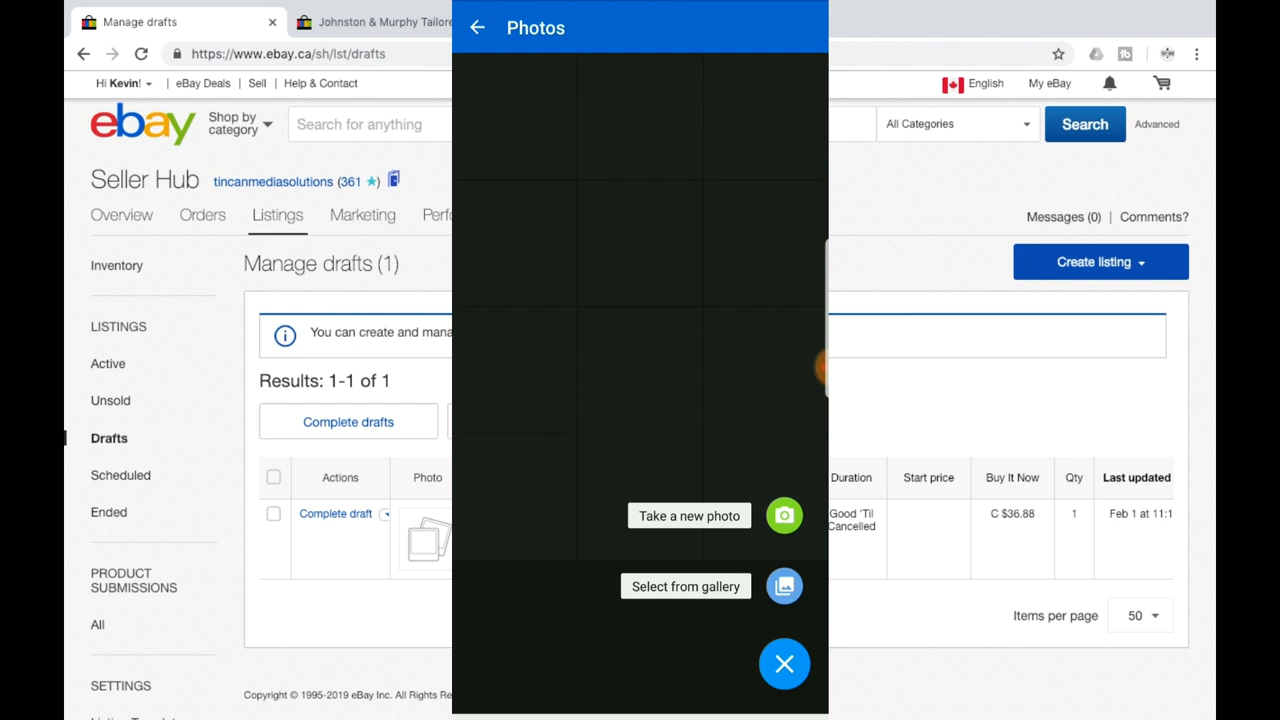 Manage drafts
Johnston & Murphy Tailore
https://www.ebay.ca/sh/lst/drafts
Hi Kevin!
eBay Deals
Sell
Help & Contact
English
My eBay
ebay
Shop by category
Search for anything
All Categories
Search
Advanced
Seller Hub
tincanmediasolutions (361)
Overview
Orders
Listings
Marketing
Perf
Messages (0)
Comments?
Inventory
LISTINGS
Active
Unsold
Drafts
Scheduled
Ended
PRODUCT
SUBMISSIONS
All
SETTINGS
Manage drafts (1)
Create listing
You can create and mana
Results: 1-1 of 1
Complete drafts
Actions
Photo
Duration
Start price
Buy It Now
Qty
Last updated
Complete draft
Good 'Til
Cancelled
C $36.88
1
Feb 1 at 11:1
Items per page
50
Copyright © 1995-2019 eBay Inc. All Rights Re
Photos
Take a new photo
Select from gallery